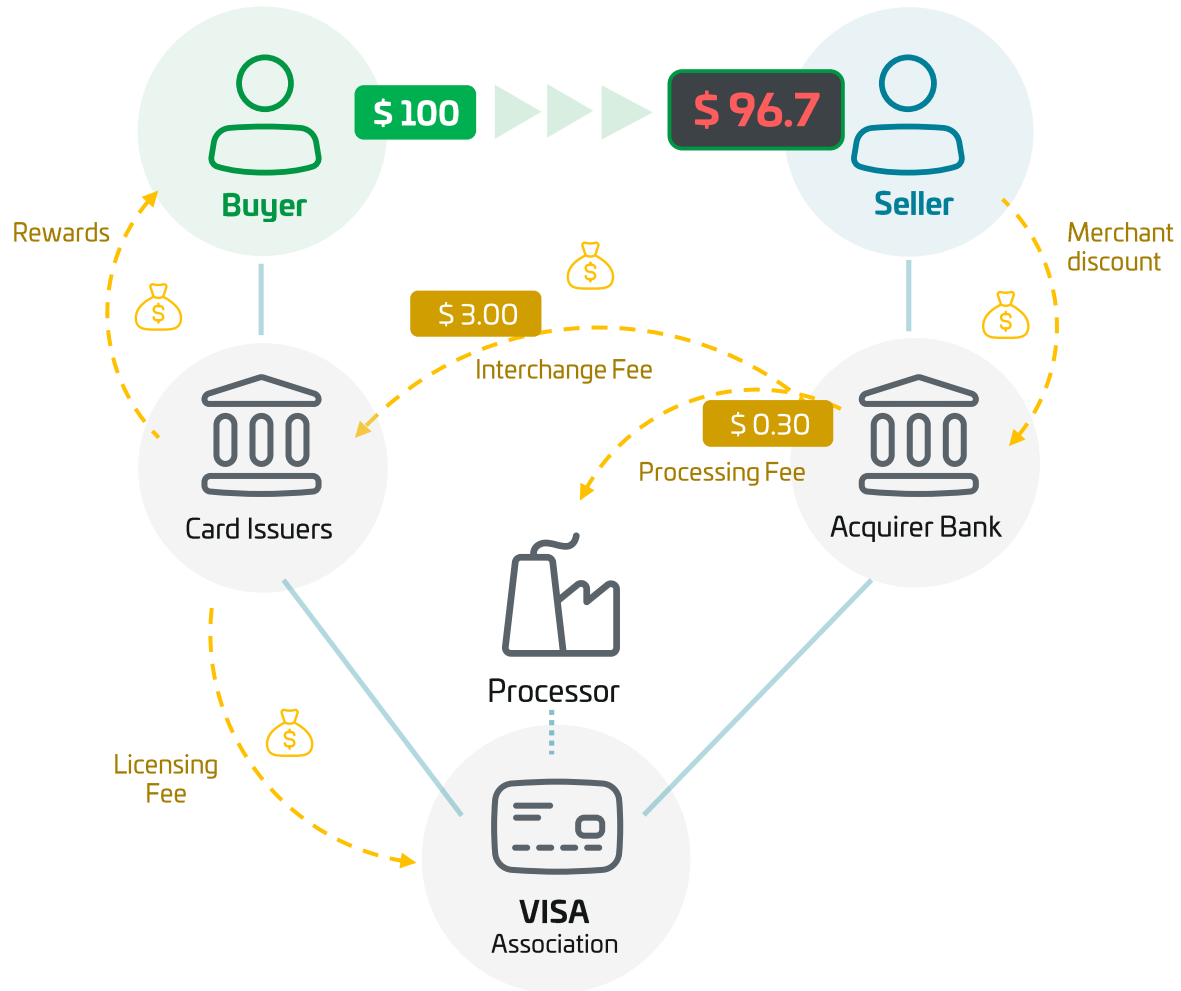 $ 100
$ 96.7
Buyer
Seller
Rewards
Merchant
discount
$
$
$
$ 3.00
Interchange Fee
$ 0.30
Processing Fee
Card Issuers
Acquirer Bank
Processor
$
Licensing
Fee
VISA
Association